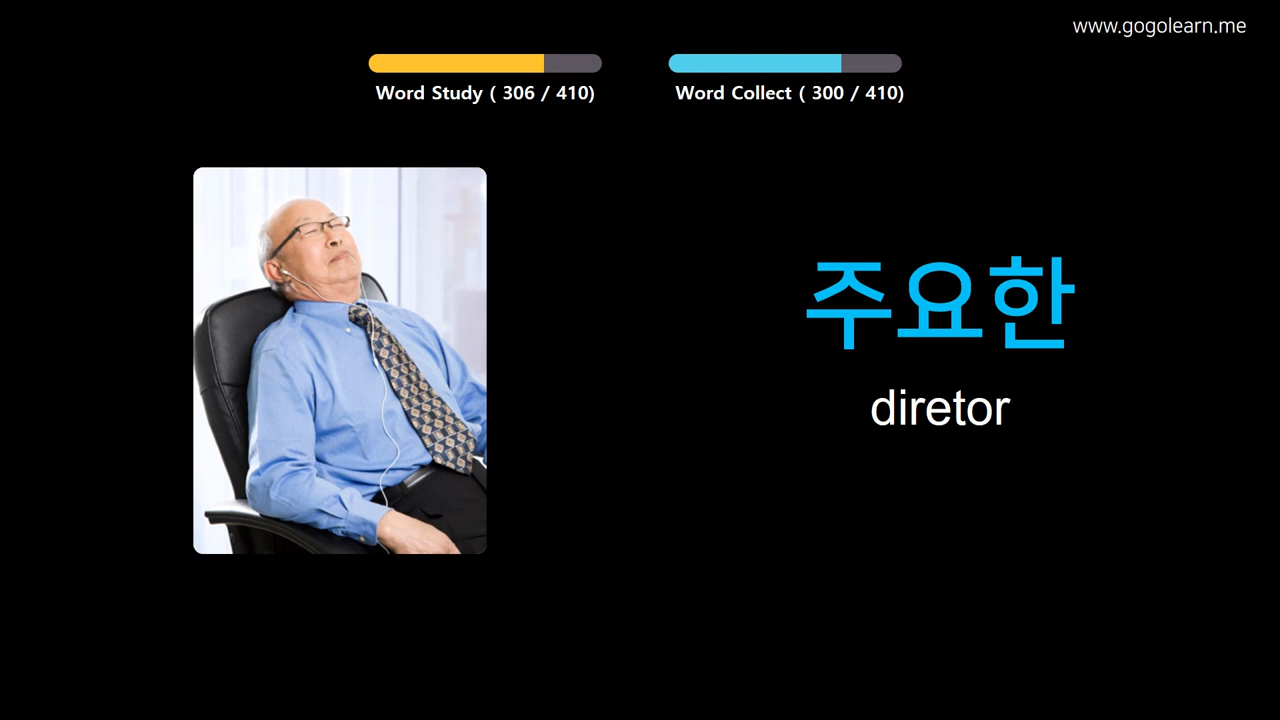 www.gogolearn.me
Word Study ( 306 / 410)
Word Collect ( 300 / 410)
주요한
diretor